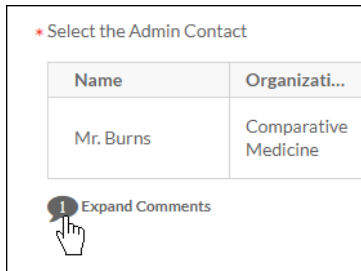 * Select the Admin Contact
Name Organizati...
Mr. Burns Comparative
Medicine
1 Expand Comments